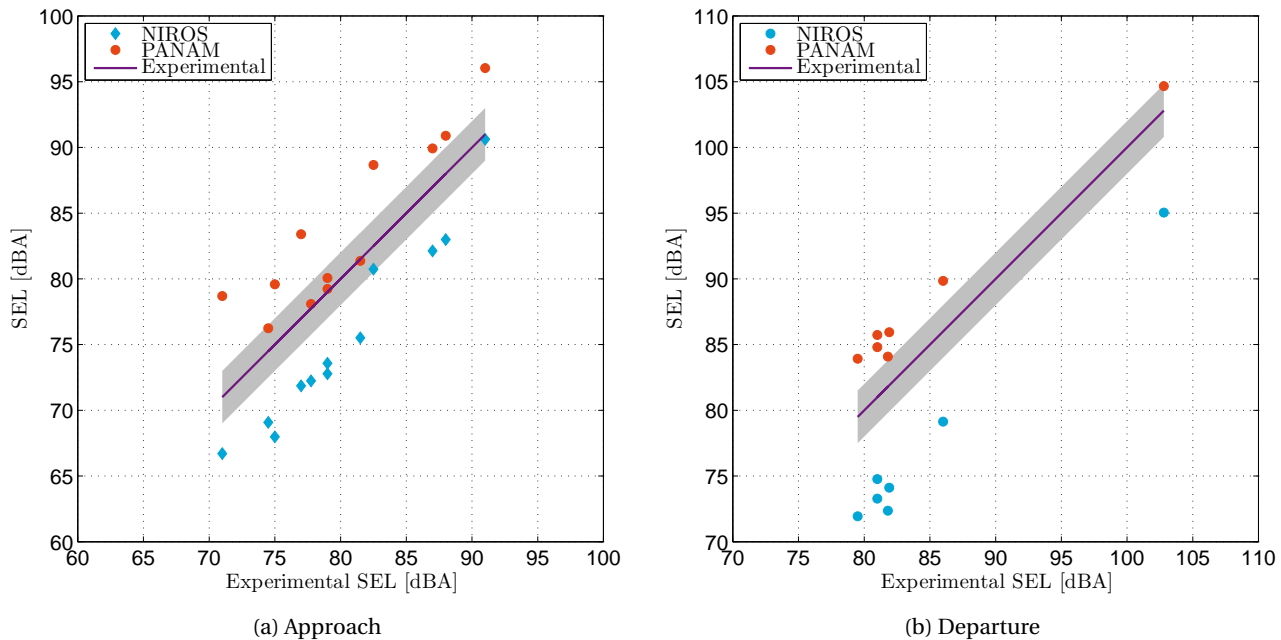 100
95
90
85
80
75
70
65
60
60 65 70 75 80 85 90 95 100
SEL [dBA]
Experimental SEL [dBA]
NIROS
PANAM
Experimental
(a) Approach
110
105
100
95
90
85
80
75
70
70 75 80 85 90 95 100 105 110
SEL [dBA]
Experimental SEL [dBA]
NIROS
PANAM
Experimental
(b) Departure